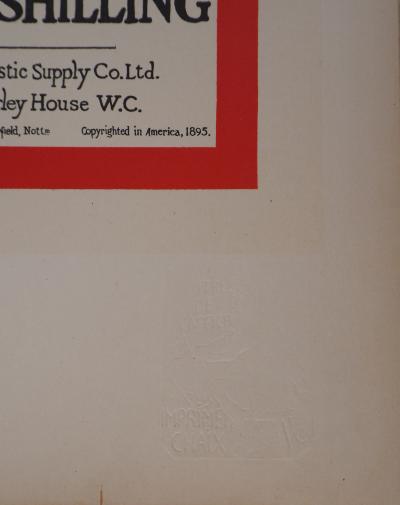 SHILLING
stic Supply Co. Ltd.
ley House W.C.
field, Notts Copyrighted in America, 1895.
IMPRIMERIE
CHAIX